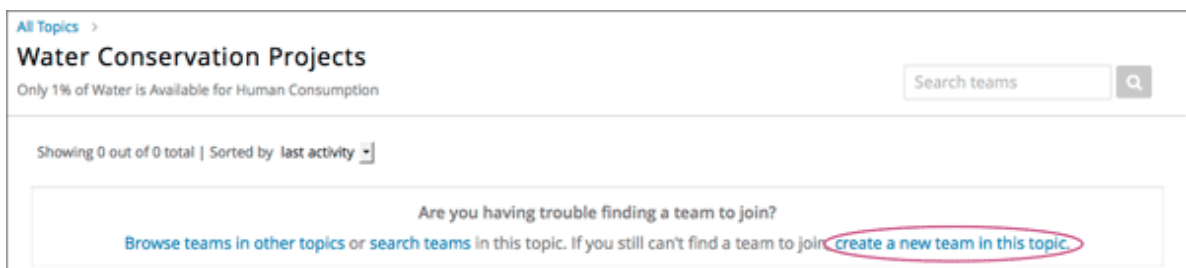 All Topics >
Water Conservation Projects
Only 1% of Water is Available for Human Consumption
Search teams
Showing 0 out of 0 total | Sorted by last activity
Are you having trouble finding a team to join?
Browse teams in other topics or search teams in this topic. If you still can't find a team to join, create a new team in this topic.